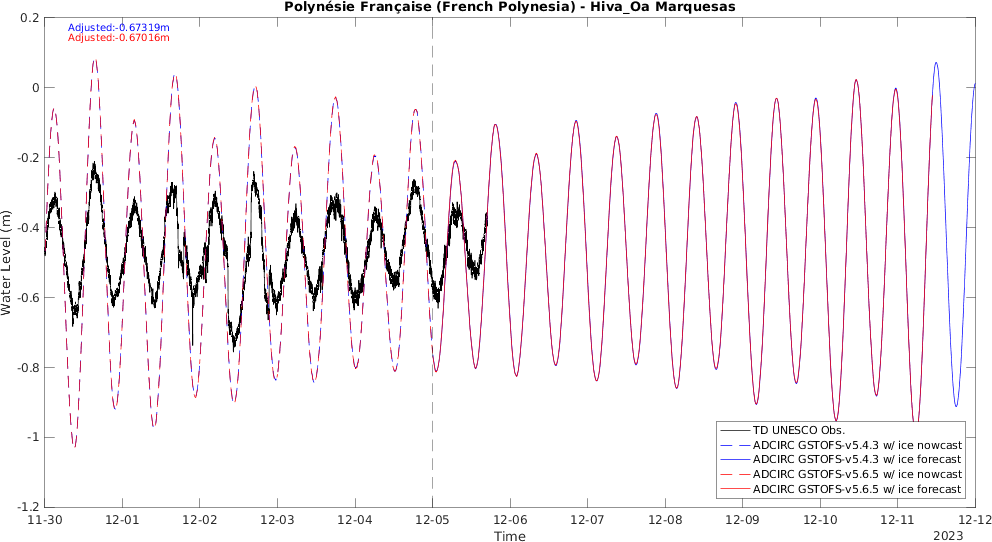 Polynésie Française (French Polynesia) - Hiva_Oa Marquesas
Adjusted:-0.67319m
Adjusted:-0.67016m
0.2
0
-0.2
-0.4
-0.6
-0.8
-1
-1.2
Water Level (m)
TD UNESCO Obs.
ADCIRC GSTOFS-v5.4.3 w/ ice nowcast
ADCIRC GSTOFS-v5.4.3 w/ ice forecast
ADCIRC GSTOFS-v5.6.5 w/ ice nowcast
ADCIRC GSTOFS-v5.6.5 w/ ice forecast
11-30 12-01 12-02 12-03 12-04 12-05 12-06 12-07 12-08 12-09 12-10 12-11 12-12
Time
2023